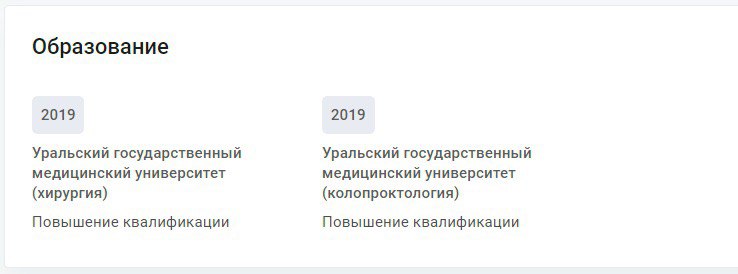 Образование
2019
Уральский государственный
медицинский университет
(хирургия)
Повышение квалификации
2019
Уральский государственный
медицинский университет
(колопроктология)
Повышение квалификации